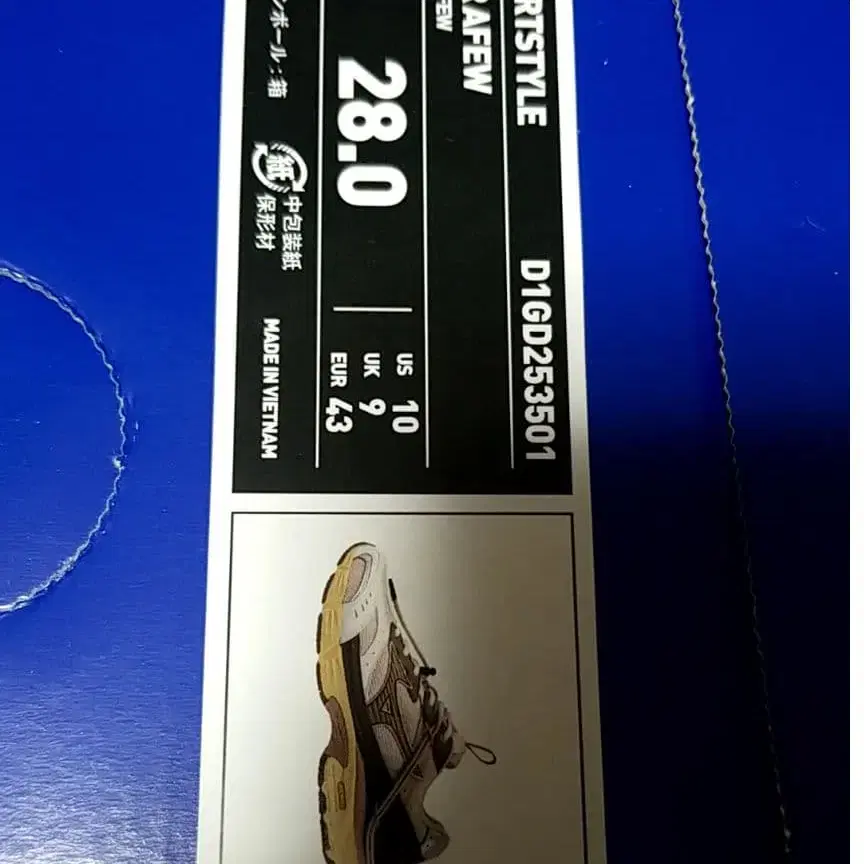 RTSTYLE D1GD253501
RAFEW
FEW
28.0
US 10
UK 9
EUR 43
ンボール：箱
紙 中包装紙
保形材
MADE IN VIETNAM